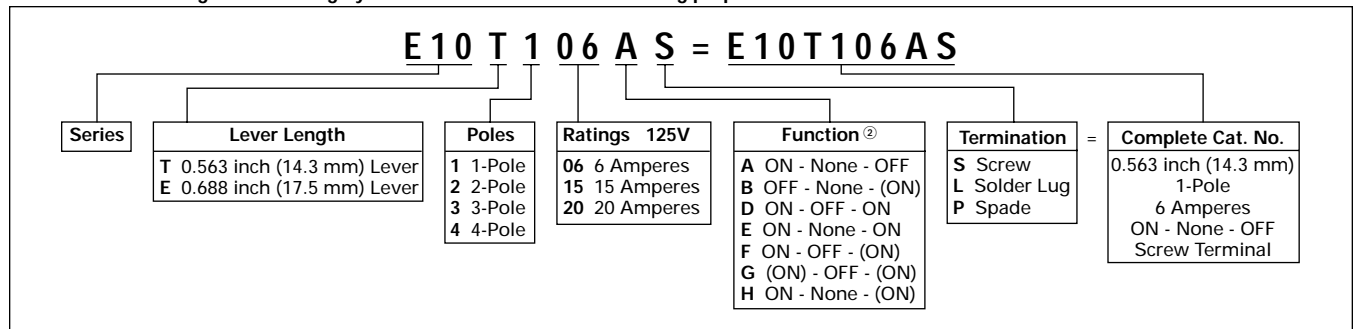 E10 T 1 06 A S = E10T106AS
Series
Lever Length
T 0.563 inch (14.3 mm) Lever
E 0.688 inch (17.5 mm) Lever
Poles
1 1-Pole
2 2-Pole
3 3-Pole
4 4-Pole
Ratings 125V
06 6 Amperes
15 15 Amperes
20 20 Amperes
Function ②
A ON - None - OFF
B OFF - None - (ON)
D ON - OFF - ON
E ON - None - ON
F ON - OFF - (ON)
G (ON) - OFF - (ON)
H ON - None - (ON)
Termination
S Screw
L Solder Lug
P Spade
=
Complete Cat. No.
0.563 inch (14.3 mm)
1-Pole
6 Amperes
ON - None - OFF
Screw Terminal